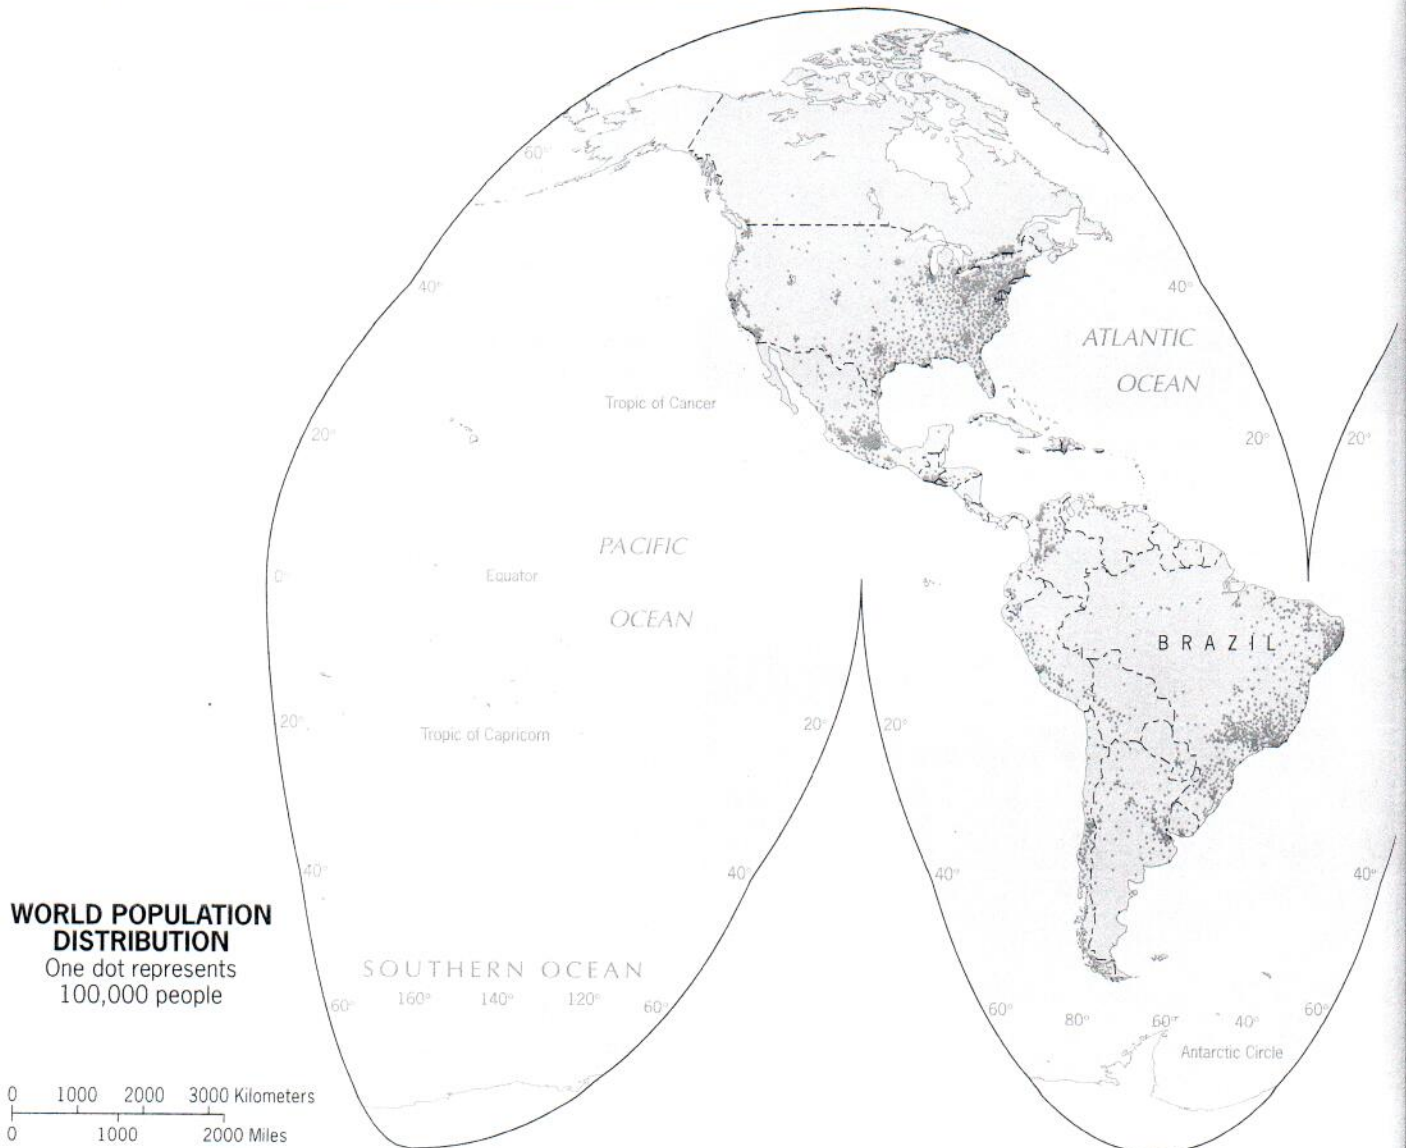 60°
40°
40°
ATLANTIC
OCEAN
Tropic of Cancer
20°
20°
20°
PACIFIC
0°
Equator
OCEAN
BRAZIL
20°
Tropic of Capricorn
20°
20°
40°
40°
40°
40°
WORLD POPULATION
DISTRIBUTION
One dot represents
100,000 people
SOUTHERN OCEAN
60°
160°
140°
120°
60°
60°
80°
60°
40°
60°
Antarctic Circle
0 1000 2000 3000 Kilometers
0 1000 2000 Miles